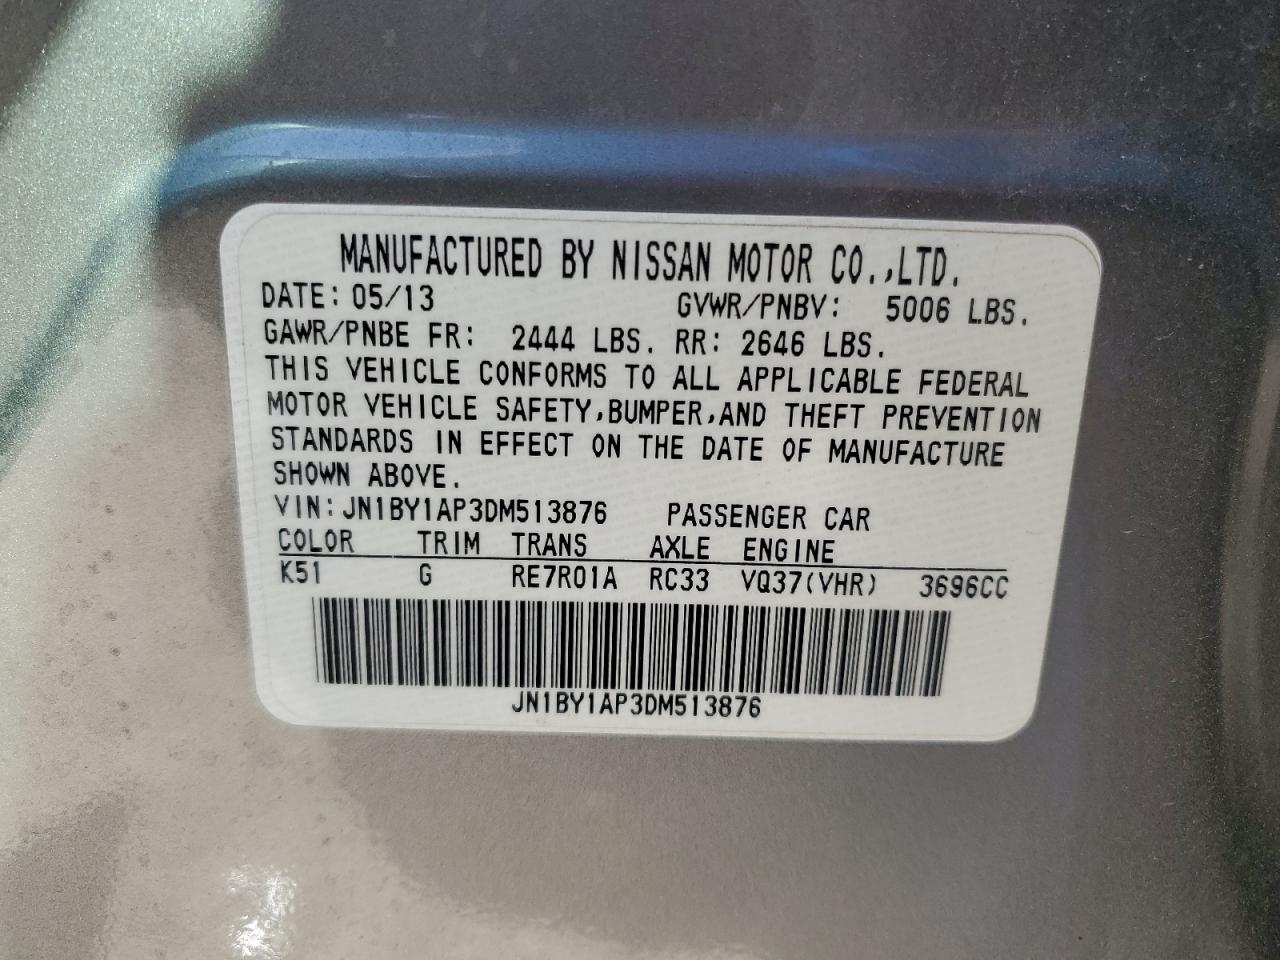 MANUFACTURED BY NISSAN MOTOR CO.,LTD.
DATE: 05/13 GVWR/PNBV: 5006 LBS.
GAWR/PNBE FR: 2444 LBS. RR: 2646 LBS.
THIS VEHICLE CONFORMS TO ALL APPLICABLE FEDERAL
MOTOR VEHICLE SAFETY,BUMPER,AND THEFT PREVENTION
STANDARDS IN EFFECT ON THE DATE OF MANUFACTURE
SHOWN ABOVE.
VIN:JN1BY1AP3DM513876 PASSENGER CAR
COLOR TRIM TRANS AXLE ENGINE
K51 G RE7R01A RC33 VQ37(VHR) 3696CC
JN1BY1AP3DM513876